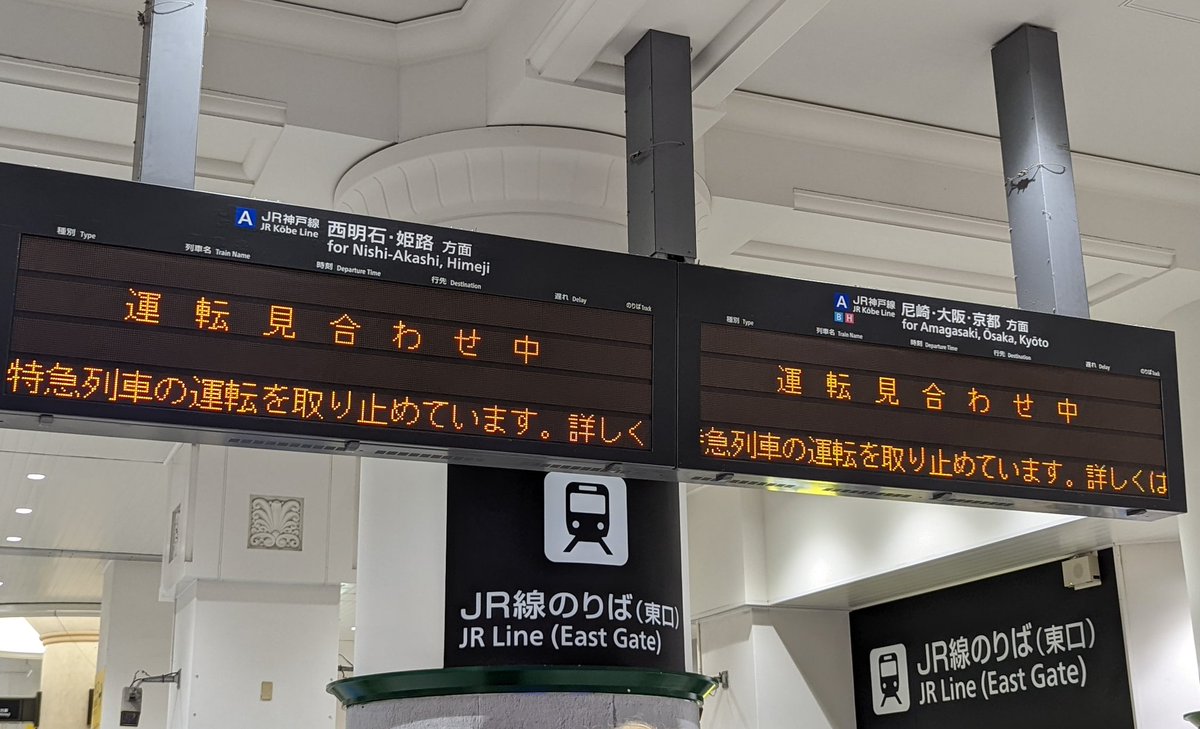 A JR神戸線 西明石・姫路 方面
JR Kōbe Line for Nishi-Akashi, Himeji
種別 Type 列車名 Train Name 時刻 Departure Time 行先 Destination 遅れ Delay のりば Track
運転見合わせ中
特急列車の運転を取り止めています。詳しく
A JR神戸線 尼崎・大阪・京都 方面
B H JR Kōbe Line for Amagasaki, Ōsaka, Kyōto
種別 Type 列車名 Train Name 時刻 Departure Time 行先 Destination 遅れ Delay のりば Track
運転見合わせ中
急列車の運転を取り止めています。詳しくは
JR線のりば(東口)
JR Line (East Gate)
JR線のりば(東口)
JR Line (East Gate)